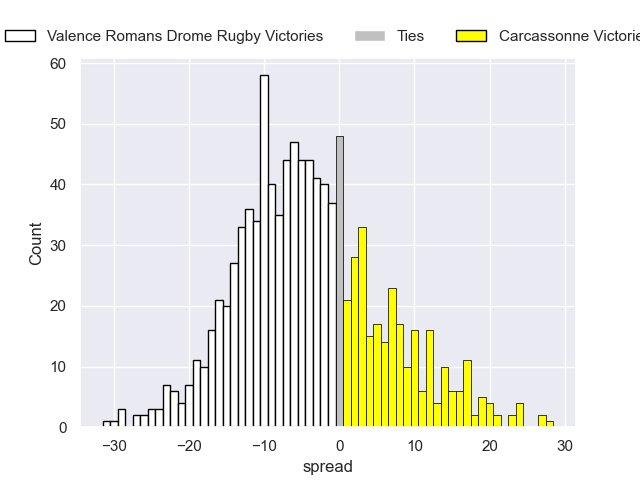 Valence Romans Drome Rugby Victories Ties Carcassonne Victorie
60
50
40
30
20
10
0
Count
−30 −20 −10 0 10 20 30
spread